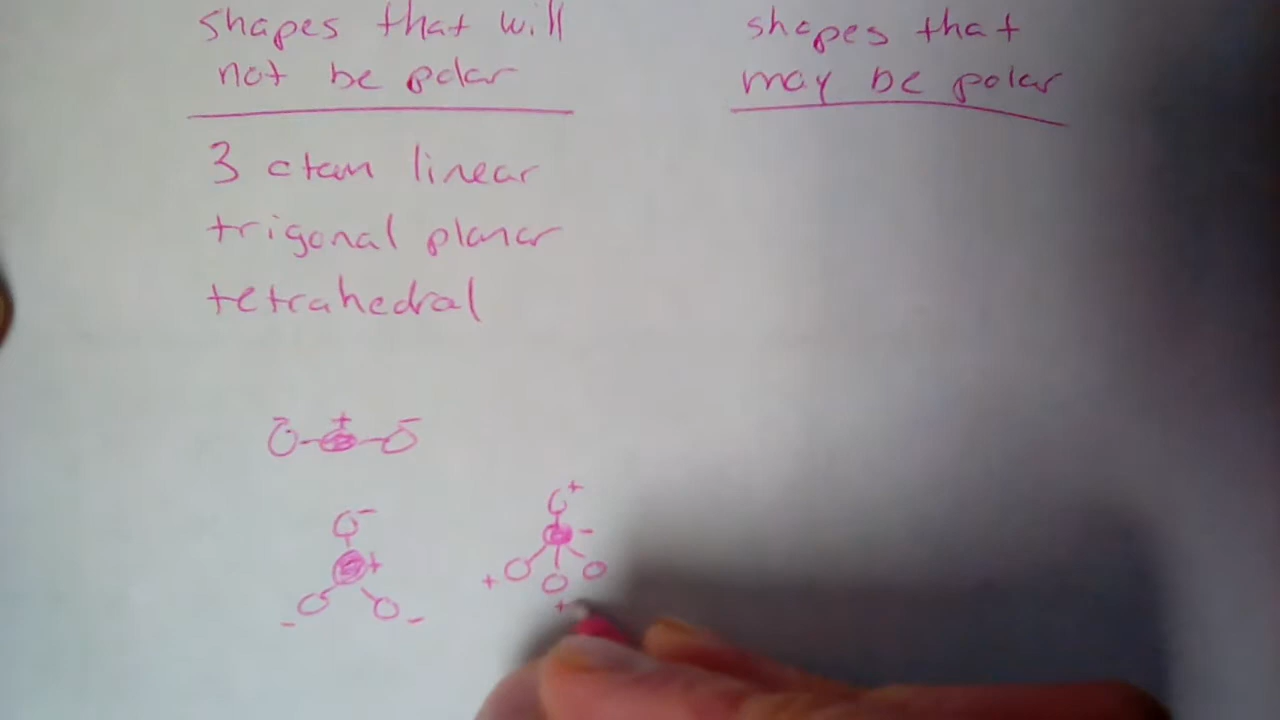 shapes that will
not be polar
3 atom linear
trigonal planar
tetrahedral
shapes that
may be polar
- + -
-
+
- -
+
-
+
+